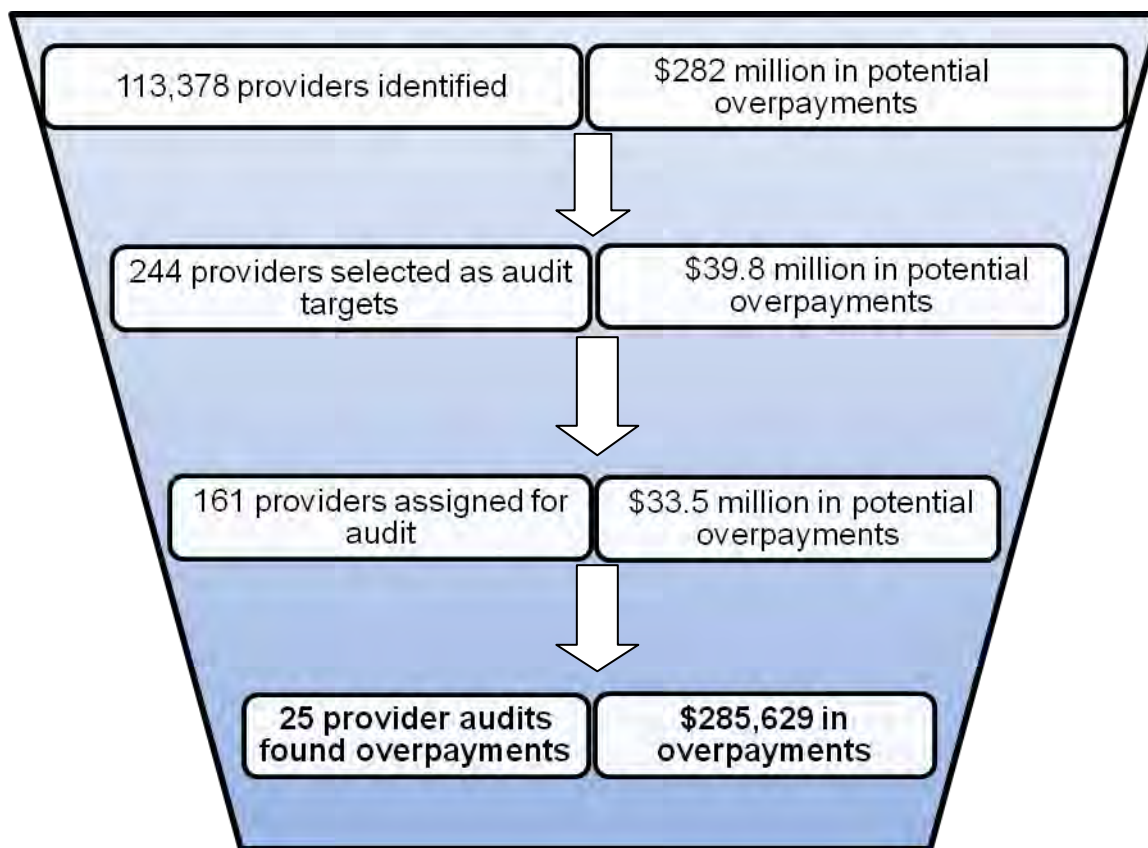 113,378 providers identified
$282 million in potential
overpayments
244 providers selected as audit
targets
$39.8 million in potential
overpayments
161 providers assigned for
audit
$33.5 million in potential
overpayments
25 provider audits
found overpayments
$285,629 in
overpayments